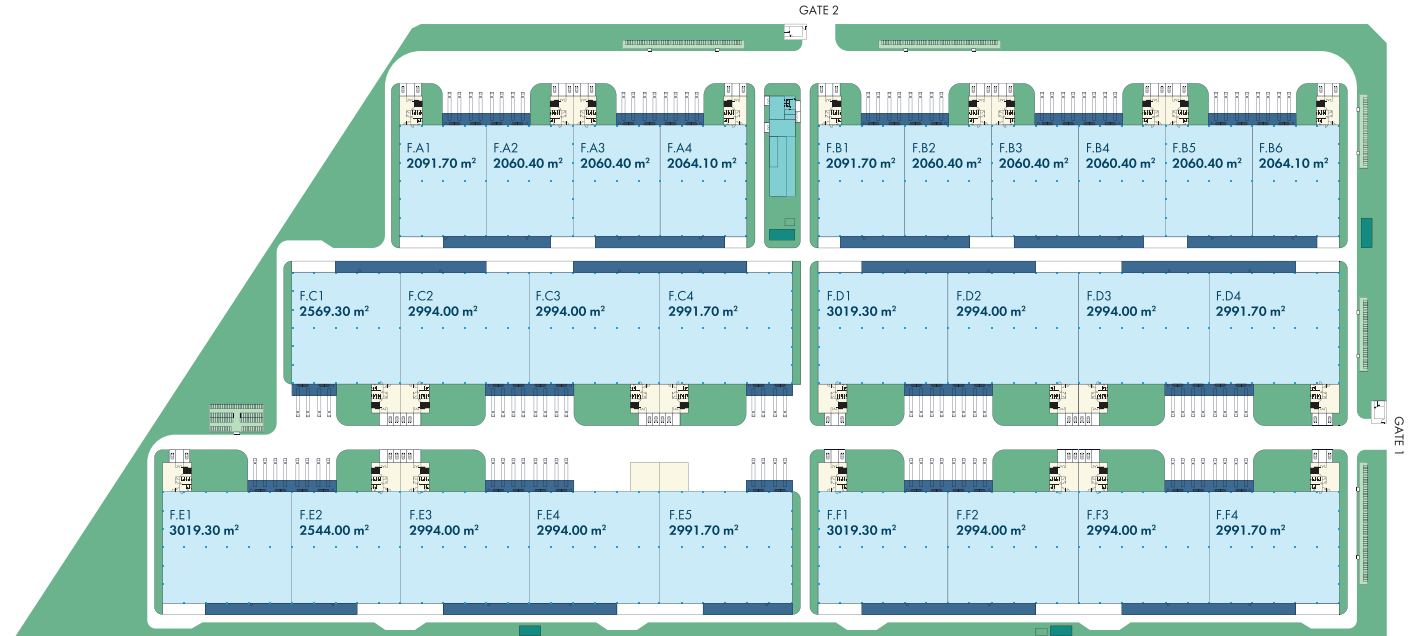 GATE 2
F.A1
2091.70 m²
F.A2
2060.40 m²
F.A3
2060.40 m²
F.A4
2064.10 m²
F.B1
2091.70 m²
F.B2
2060.40 m²
F.B3
2060.40 m²
F.B4
2060.40 m²
F.B5
2060.40 m²
F.B6
2064.10 m²
F.C1
2569.30 m²
F.C2
2994.00 m²
F.C3
2994.00 m²
F.C4
2991.70 m²
F.D1
3019.30 m²
F.D2
2994.00 m²
F.D3
2994.00 m²
F.D4
2991.70 m²
GATE 1
F.E1
3019.30 m²
F.E2
2544.00 m²
F.E3
2994.00 m²
F.E4
2994.00 m²
F.E5
2991.70 m²
F.F1
3019.30 m²
F.F2
2994.00 m²
F.F3
2994.00 m²
F.F4
2991.70 m²